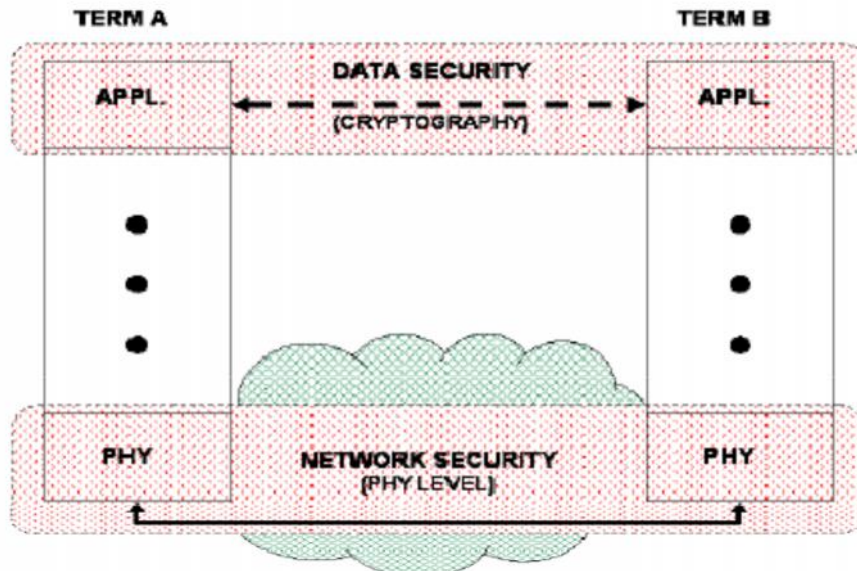 TERM A
TERM B
DATA SECURITY
APPL.
APPL.
(CRYPTOGRAPHY)
PHY
NETWORK SECURITY
PHY
(PHY LEVEL)